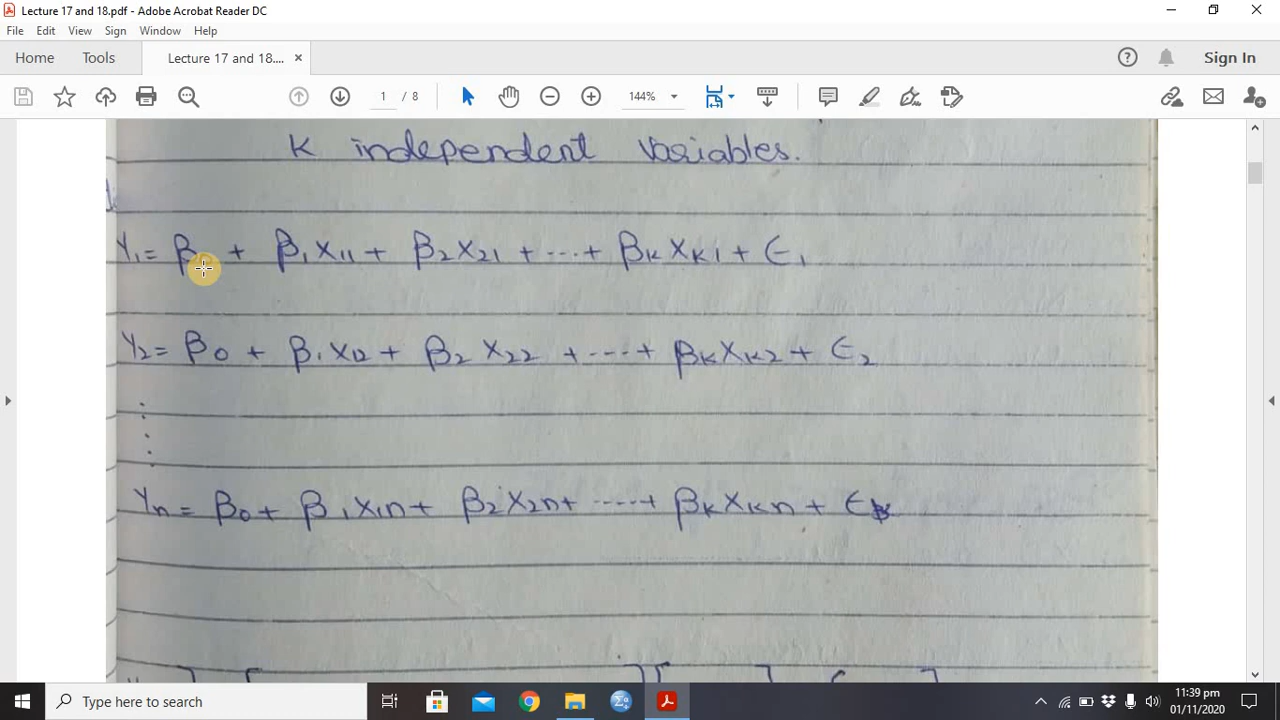 Lecture 17 and 18.pdf - Adobe Acrobat Reader DC
File Edit View Sign Window Help
Home Tools Lecture 17 and 18.... × Sign In
1 / 8 144%
K independent variables.
Y₁ = β₀ + β₁X₁₁ + β₂X₂₁ + ... + βₖXₖ₁ + ϵ₁
Y₂ = β₀ + β₁X₁₂ + β₂X₂₂ + ... + βₖXₖ₂ + ϵ₂
⋮
Yₙ = β₀ + β₁X₁ₙ + β₂X₂ₙ + ... + βₖXₖₙ + ϵ
Type here to search
11:39 pm
01/11/2020